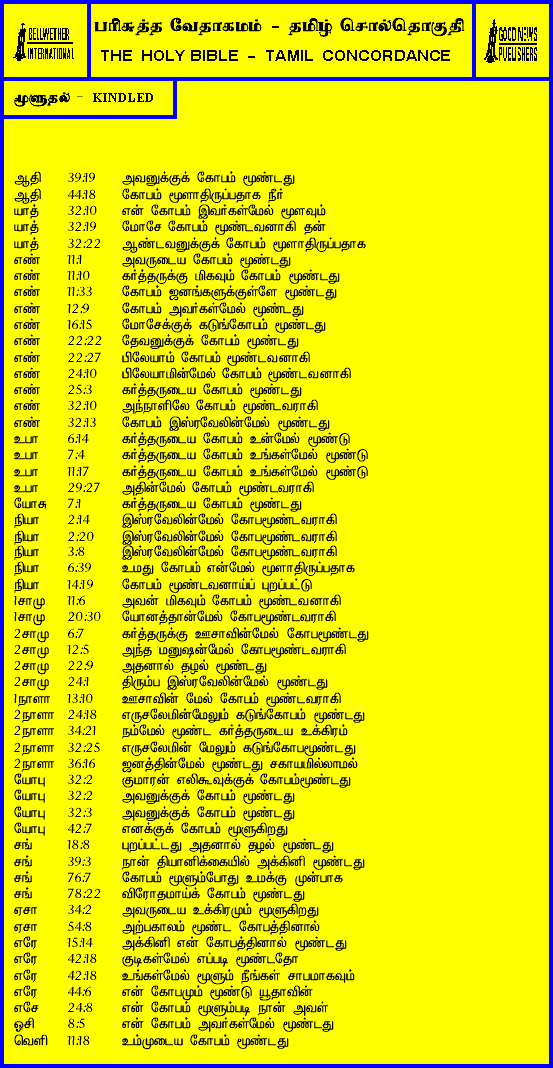 BELLWETHER
INTERNATIONAL
பரிசுத்த வேதாகமம் - தமிழ் சொல்தொகுதி
THE HOLY BIBLE - TAMIL CONCORDANCE
GOOD NEWS
PUBLISHERS
மூளுதல் - KINDLED
ஆதி 39:19 அவனுக்குக் கோபம் மூண்டது
ஆதி 44:18 கோபம் மூளாதிருப்பதாக நீர்
யாத் 32:10 என் கோபம் இவர்கள்மேல் மூளவும்
யாத் 32:19 மோசே கோபம் மூண்டவனாகி தன்
யாத் 32:22 ஆண்டவனுக்குக் கோபம் மூளாதிருப்பதாக
எண் 11:1 அவருடைய கோபம் மூண்டது
எண் 11:10 கர்த்தருக்கு மிகவும் கோபம் மூண்டது
எண் 11:33 கோபம் ஜனங்களுக்குள்ளே மூண்டது
எண் 12:9 கோபம் அவர்கள்மேல் மூண்டது
எண் 16:15 மோசேக்குக் கடுங்கோபம் மூண்டது
எண் 22:22 தேவனுக்குக் கோபம் மூண்டது
எண் 22:27 பிலேயாம் கோபம் மூண்டவனாகி
எண் 24:10 பிலேயாமின்மேல் கோபம் மூண்டவனாகி
எண் 25:3 கர்த்தருடைய கோபம் மூண்டது
எண் 32:10 அந்நாளிலே கோபம் மூண்டவராகி
எண் 32:13 கோபம் இஸ்ரவேலின்மேல் மூண்டது
உபா 6:14 கர்த்தருடைய கோபம் உன்மேல் மூண்டு
உபா 7:4 கர்த்தருடைய கோபம் உங்கள்மேல் மூண்டு
உபா 11:17 கர்த்தருடைய கோபம் உங்கள்மேல் மூண்டு
உபா 29:27 அதின்மேல் கோபம் மூண்டவராகி
யோசு 7:1 கர்த்தருடைய கோபம் மூண்டது
நியா 2:14 இஸ்ரவேலின்மேல் கோபமூண்டவராகி
நியா 2:20 இஸ்ரவேலின்மேல் கோபமூண்டவராகி
நியா 3:8 இஸ்ரவேலின்மேல் கோபமூண்டவராகி
நியா 6:39 உமது கோபம் என்மேல் மூளாதிருப்பதாக
நியா 14:19 கோபம் மூண்டவனாய்ப் புறப்பட்டு
1சாமு 11:6 அவன் மிகவும் கோபம் மூண்டவனாகி
1சாமு 20:30 யோனத்தான்மேல் கோபமூண்டவராகி
2சாமு 6:7 கர்த்தருக்கு ஊசாவின்மேல் கோபமூண்டது
2சாமு 12:5 அந்த மனுஷன்மேல் கோபமூண்டவராகி
2சாமு 22:9 அதனால் தழல் மூண்டது
2சாமு 24:1 திரும்ப இஸ்ரவேலின்மேல் மூண்டது
1நாளா 13:10 ஊசாவின் மேல் கோபம் மூண்டவராகி
2நாளா 24:18 எருசலேமின்மேலும் கடுங்கோபம் மூண்டது
2நாளா 34:21 நம்மேல் மூண்ட கர்த்தருடைய உக்கிரம்
2நாளா 32:25 எருசலேமின் மேலும் கடுங்கோபமூண்டது
2நாளா 36:16 ஜனத்தின்மேல் மூண்டது சகாயமில்லாமல்
யோபு 32:2 குமாரன் எலிகூவுக்குக் கோபம்மூண்டது
யோபு 32:2 அவனுக்குக் கோபம் மூண்டது
யோபு 32:3 அவனுக்குக் கோபம் மூண்டது
யோபு 42:7 எனக்குக் கோபம் மூளுகிறது
சங் 18:8 புறப்பட்டது அதனால் தழல் மூண்டது
சங் 39:3 நான் தியானிக்கையில் அக்கினி மூண்டது
சங் 76:7 கோபம் மூளும்போது உமக்கு முன்பாக
சங் 78:22 விரோதமாய்க் கோபம் மூண்டது
ஏசா 34:2 அவருடைய உக்கிரமும் மூளுகிறது
ஏசா 54:8 அற்பகாலம் மூண்ட கோபத்தினால்
எரே 15:14 அக்கினி என் கோபத்தினால் மூண்டது
எரே 42:18 குடிகள்மேல் எப்படி மூண்டதோ
எரே 42:18 உங்கள்மேல் மூளும் நீங்கள் சாபமாகவும்
எரே 44:6 என் கோபமும் மூண்டு யூதாவின்
எசே 24:8 என் கோபம் மூளும்படி நான் அவள்
ஓசி 8:5 என் கோபம் அவர்கள்மேல் மூண்டது
வெளி 11:18 உம்முடைய கோபம் மூண்டது